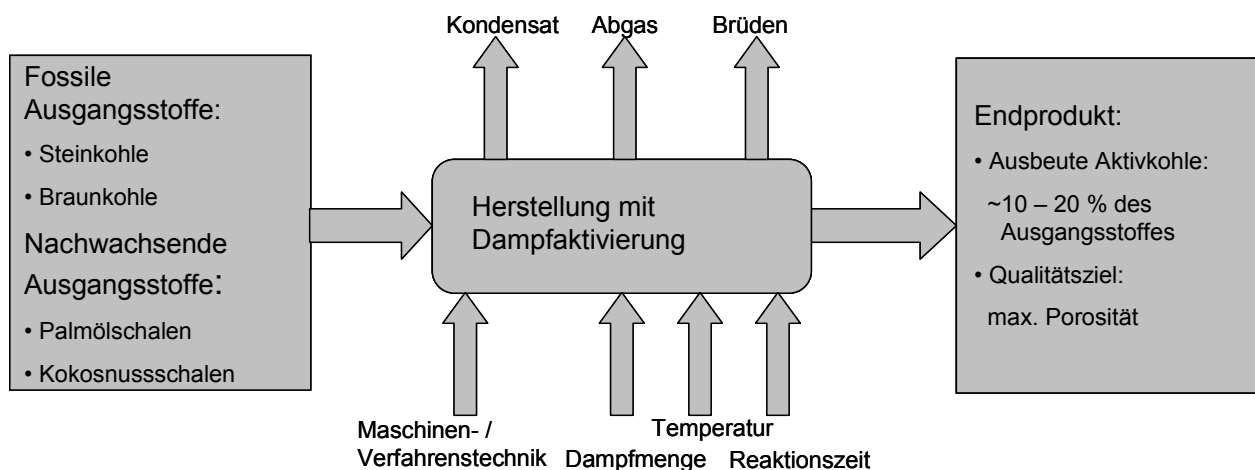 Kondensat Abgas Brüden
Fossile
Ausgangsstoffe:
• Steinkohle
• Braunkohle
Nachwachsende
Ausgangsstoffe:
• Palmölschalen
• Kokosnussschalen
Herstellung mit
Dampfaktivierung
Endprodukt:
• Ausbeute Aktivkohle:
~10 – 20 % des
Ausgangsstoffes
• Qualitätsziel:
max. Porosität
Maschinen- /
Verfahrenstechnik
Dampfmenge
Temperatur
Reaktionszeit